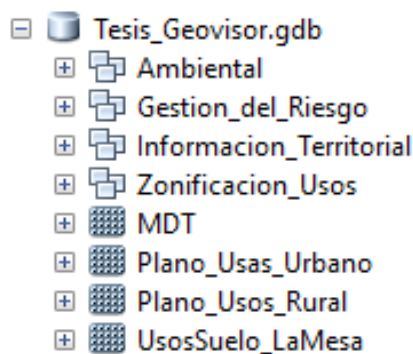 Tesis_Geovisor.gdb
Ambiental
Gestion_del_Riesgo
Informacion_Territorial
Zonificacion_Usos
MDT
Plano_Usas_Urbano
Plano_Usos_Rural
UsosSuelo_LaMesa